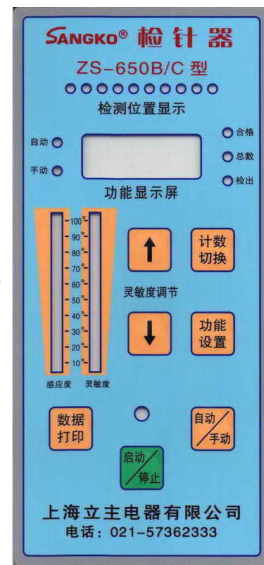 SANGKO® 检针器
ZS-650B/C 型
检测位置显示
自动
手动
合格
总数
检出
功能显示屏
100
90
80
70
60
50
40
30
20
10
感应度
灵敏度
灵敏度调节
计数
切换
功能
设置
数据
打印
自动/手动
启动/停止
上海立主电器有限公司
电话：021-57362333